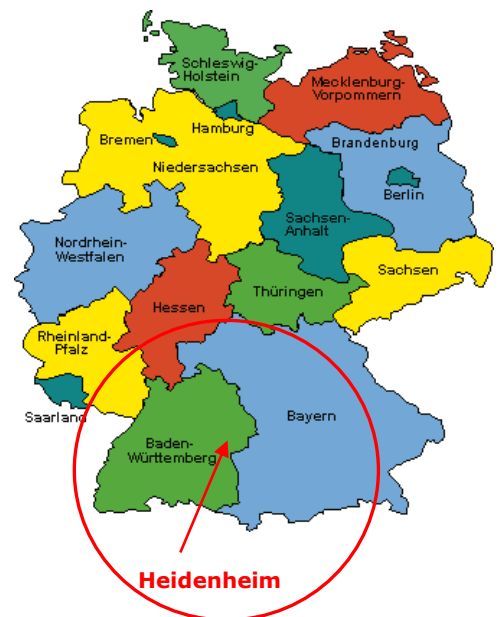 Schleswig-
Holstein
Mecklenburg-
Vorpommern
Hamburg
Bremen
Brandenburg
Niedersachsen
Berlin
Sachsen-
Anhalt
Nordrhein-
Westfalen
Sachsen
Thüringen
Hessen
Rheinland-
Pfalz
Saarland
Bayern
Baden-
Württemberg
Heidenheim